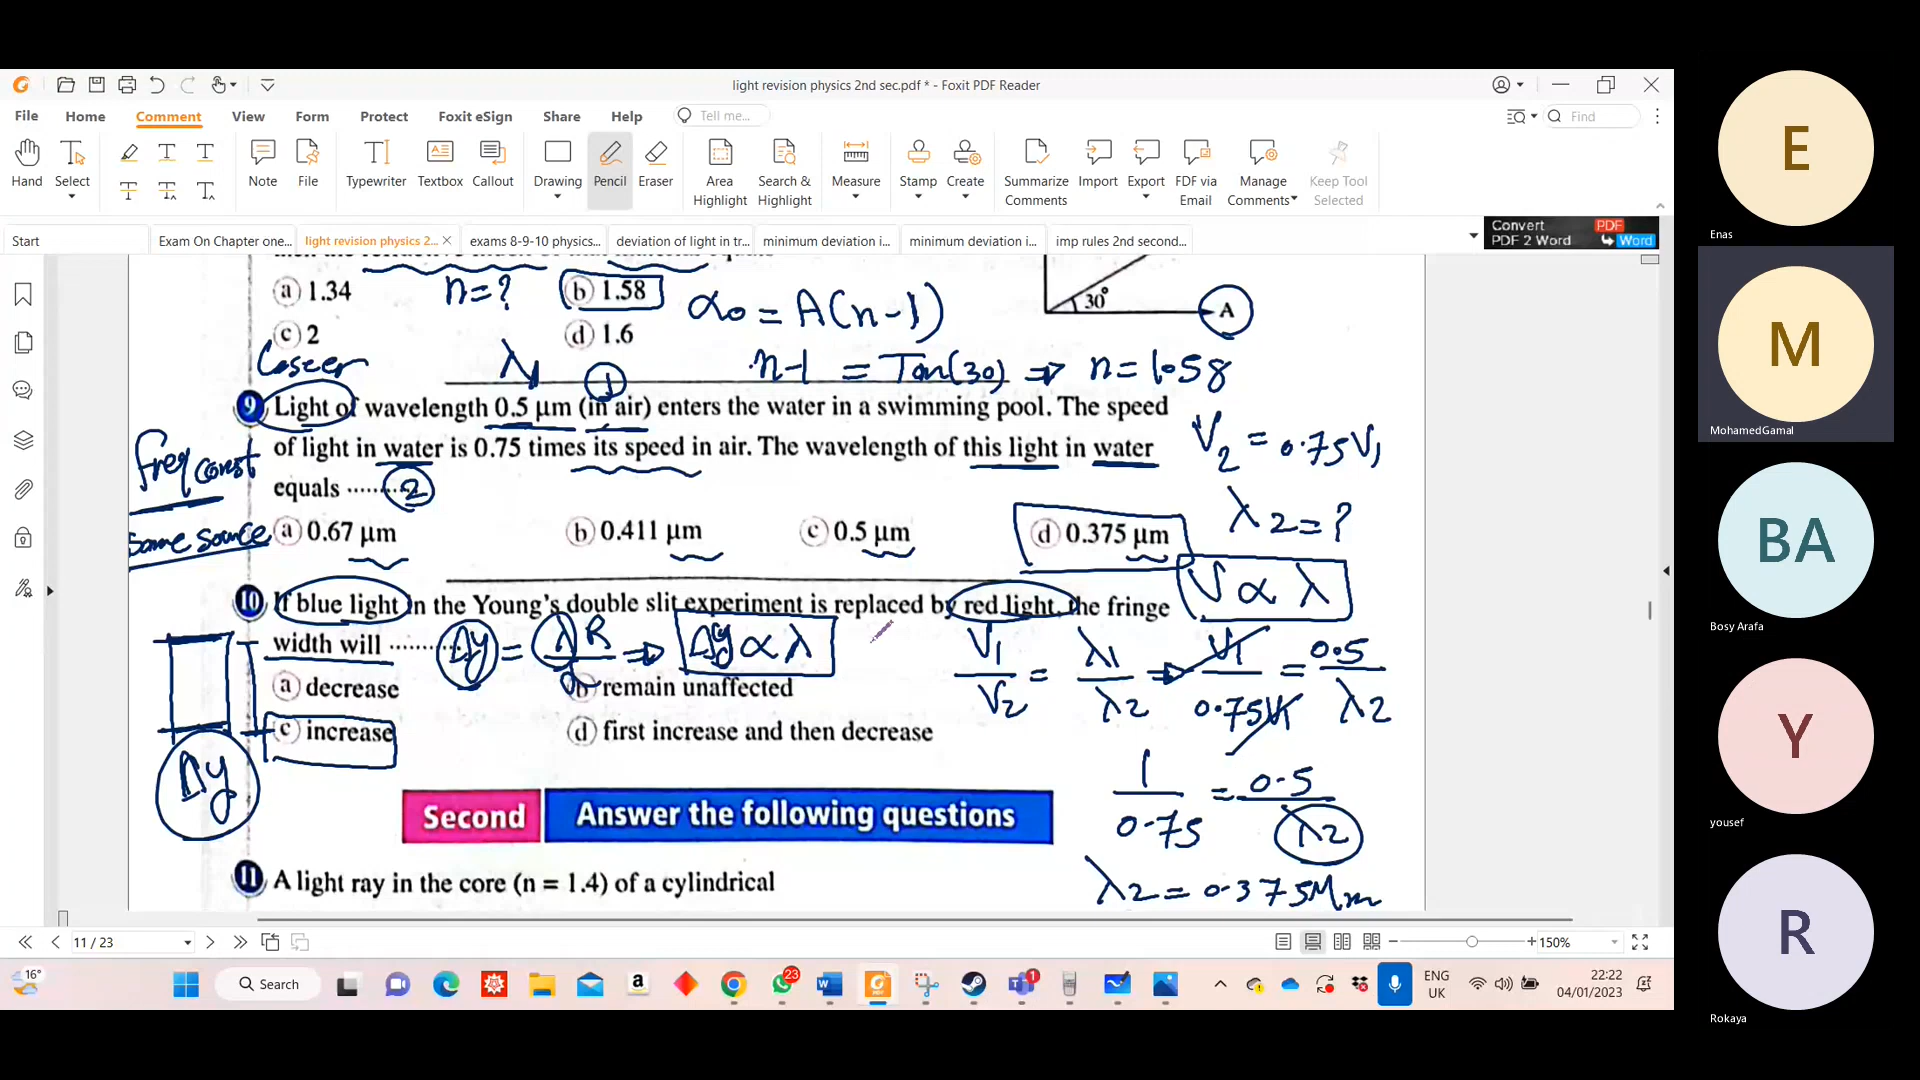 light revision physics 2nd sec.pdf * - Foxit PDF Reader
File Home Comment View Form Protect Foxit eSign Share Help Tell me... Find
Hand Select Note File Typewriter Textbox Callout Drawing Pencil Eraser Area Highlight Search & Highlight Measure Stamp Create Summarize Comments Import Export FDF via Email Manage Comments Keep Tool Selected
Start Exam On Chapter one... light revision physics 2... exams 8-9-10 physics... deviation of light in tr... minimum deviation i... minimum deviation i... imp rules 2nd second...
Convert PDF
PDF 2 Word Word
a 1.34 n=? b 1.58 αo = A(n-1) 30° A
c 2 d 1.6
λ1 1 n-1 = Tan(30) ⇒ n=1.58
9 Light of wavelength 0.5 µm (in air) enters the water in a swimming pool. The speed
of light in water is 0.75 times its speed in air. The wavelength of this light in water
equals ........ 2
V2 = 0.75V1
freq const
same source
λ2=?
a 0.67 µm b 0.411 µm c 0.5 µm d 0.375 µm
V ∝ λ
10 If blue light in the Young's double slit experiment is replaced by red light, the fringe
width will ..........
Δy = λR/d ⇒ Δy ∝ λ
V1/V2 = λ1/λ2 ⇒ V1/0.75V1 = 0.5/λ2
a decrease b remain unaffected
c increase d first increase and then decrease
Δy
1/0.75 = 0.5/λ2
λ2 = 0.375Mm
Second Answer the following questions
11 A light ray in the core (n = 1.4) of a cylindrical
11 / 23 150%
16° Search 23 1 ENG UK 22:22 04/01/2023
E
Enas
M
MohamedGamal
BA
Bosy Arafa
Y
yousef
R
Rokaya